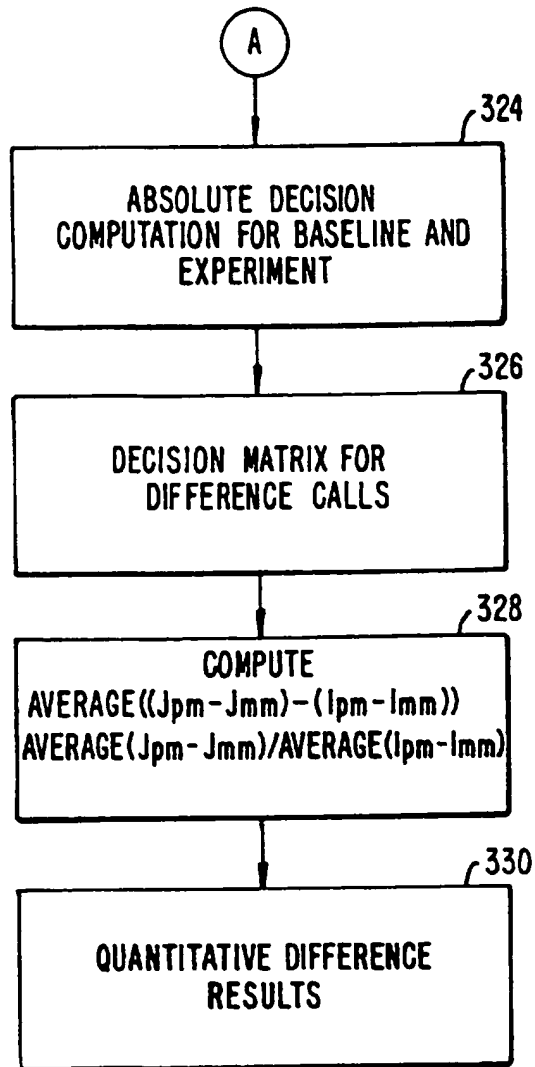 A
324
ABSOLUTE DECISION
COMPUTATION FOR BASELINE AND
EXPERIMENT
326
DECISION MATRIX FOR
DIFFERENCE CALLS
328
COMPUTE
AVERAGE((Jpm-Jmm)-(Ipm-Imm))
AVERAGE(Jpm-Jmm)/AVERAGE(Ipm-Imm)
330
QUANTITATIVE DIFFERENCE
RESULTS